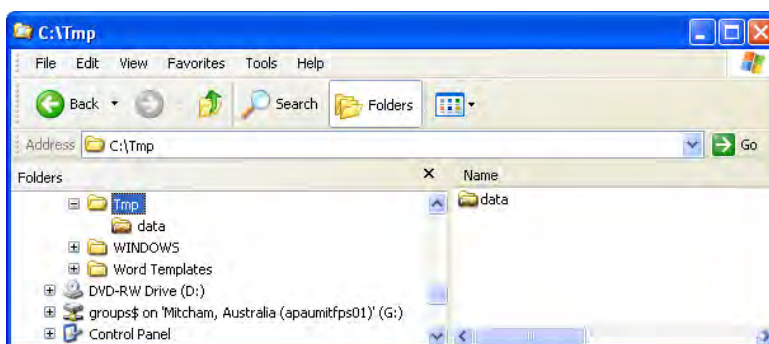 C:\Tmp
File Edit View Favorites Tools Help
Back Search Folders
Address C:\Tmp Go
Folders Name
Tmp data
data
WINDOWS
Word Templates
DVD-RW Drive (D:)
groups$ on 'Mitcham, Australia (apaumitfps01)' (G:)
Control Panel